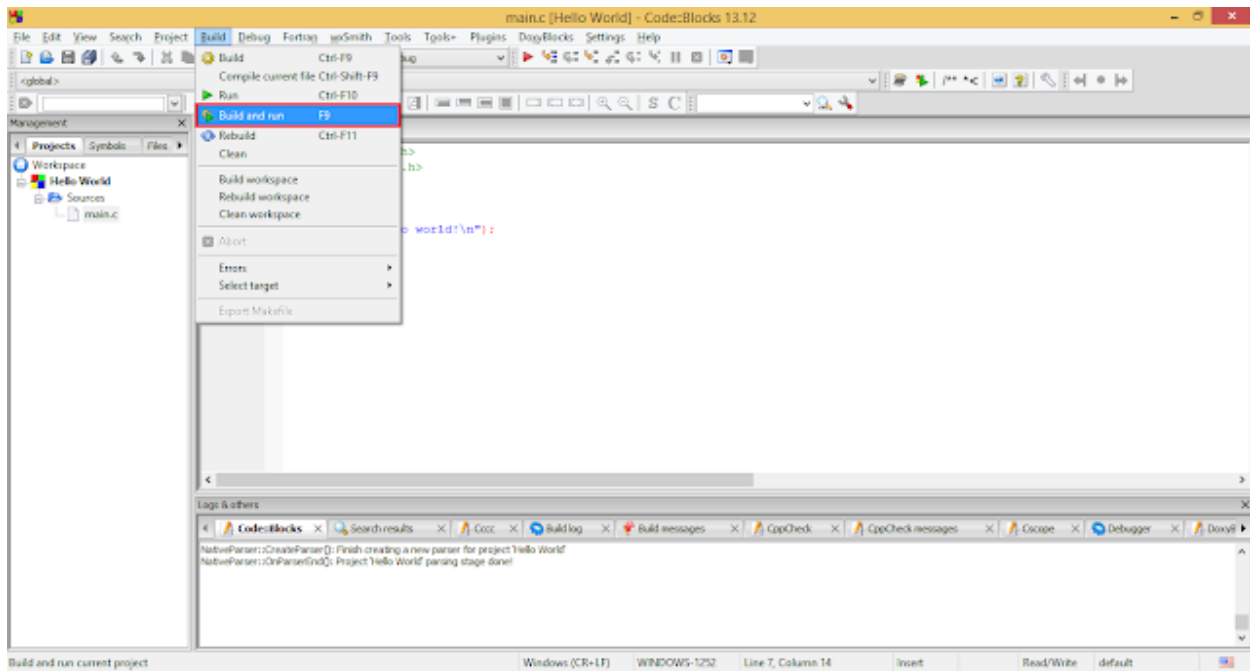 main.c [Hello World] - Code::Blocks 13.12
File Edit View Search Project Build Debug Fortran wxSmith Tools Tools+ Plugins DoxyBlocks Settings Help
<global>
Build Ctrl-F9
Compile current file Ctrl-Shift-F9
Run Ctrl-F10
Build and run F9
Rebuild Ctrl-F11
Clean
Build workspace
Rebuild workspace
Clean workspace
Abort
Errors
Select target
Export Makefile
Management
Projects Symbols Files
Workspace
Hello World
Sources
main.c
h>
.h>
o world!\n");
S C
Logs & others
Code::Blocks Search results Cccc Build log Build messages CppCheck CppCheck messages Cscope Debugger
NativeParser::CreateParser(): Finish creating a new parser for project 'Hello World'
NativeParser::OnParserEnd(): Project 'Hello World' parsing stage done!
Build and run current project Windows (CR+LF) WINDOWS-1252 Line 7, Column 14 Insert Read/Write default